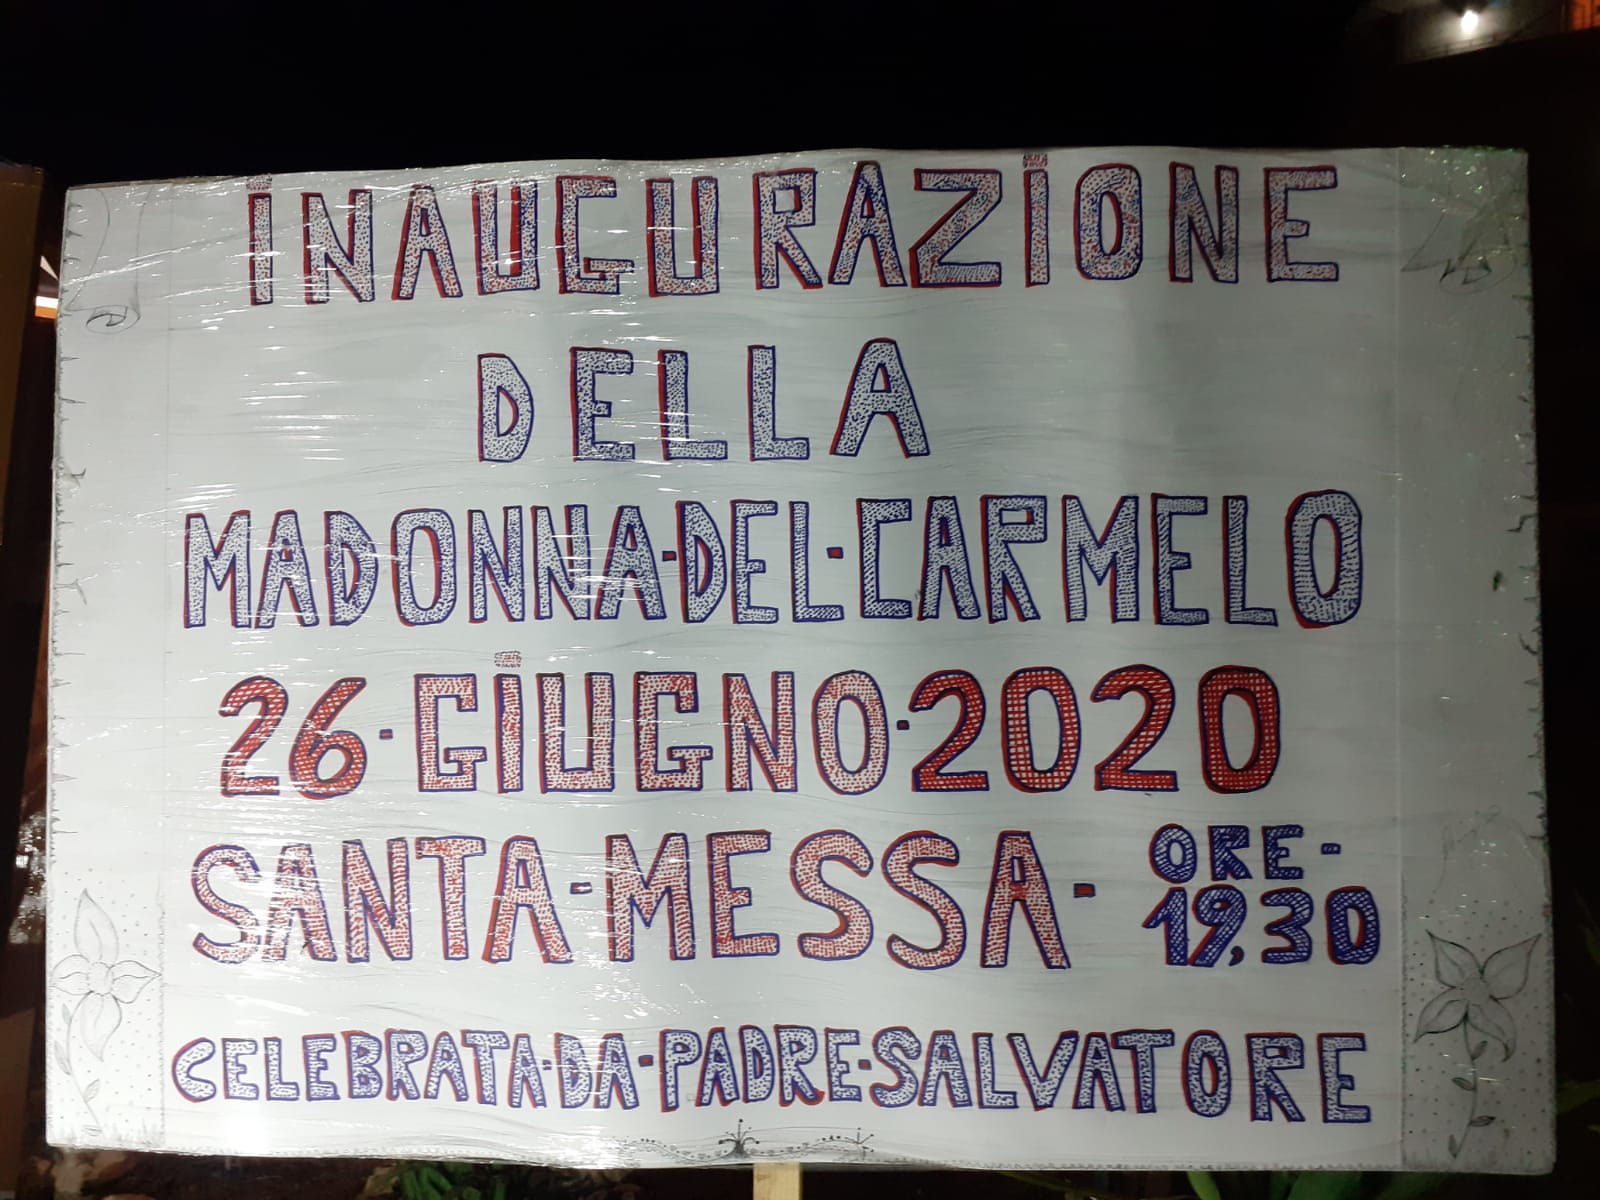 iNAUGURAZiONE
DELLA
MADONNA-DEL-CARMELO
26-GiUGNO-2020
SANTA-MESSA- ORE-
19,30
CELEBRATA-DA-PADRE-SALVATORE